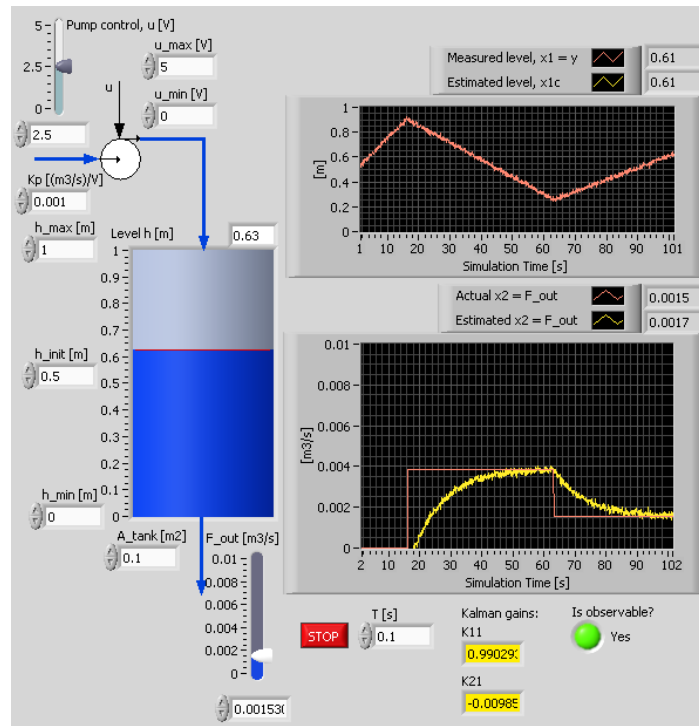 Pump control, u [V]
5
2.5
0
2.5
u_max [V]
5
u
u_min [V]
0
Kp [(m3/s)/V]
0.001
h_max [m]
1
Level h [m]
0.63
1
0.9
0.8
0.7
0.6
0.5
0.4
0.3
0.2
0.1
0
h_init [m]
0.5
h_min [m]
0
A_tank [m2]
0.1
F_out [m3/s]
0.01
0.008
0.006
0.004
0.002
0
0.00153(
Measured level, x1 = y
0.61
Estimated level, x1c
0.61
[m]
1
0.8
0.6
0.4
0.2
0
1 10 20 30 40 50 60 70 80 90 101
Simulation Time [s]
Actual x2 = F_out
0.0015
Estimated x2 = F_out
0.0017
[m3/s]
0.01
0.008
0.006
0.004
0.002
0
2 10 20 30 40 50 60 70 80 90 102
Simulation Time [s]
STOP
T [s]
0.1
Kalman gains:
K11
0.99029
K21
-0.00985
Is observable?
Yes